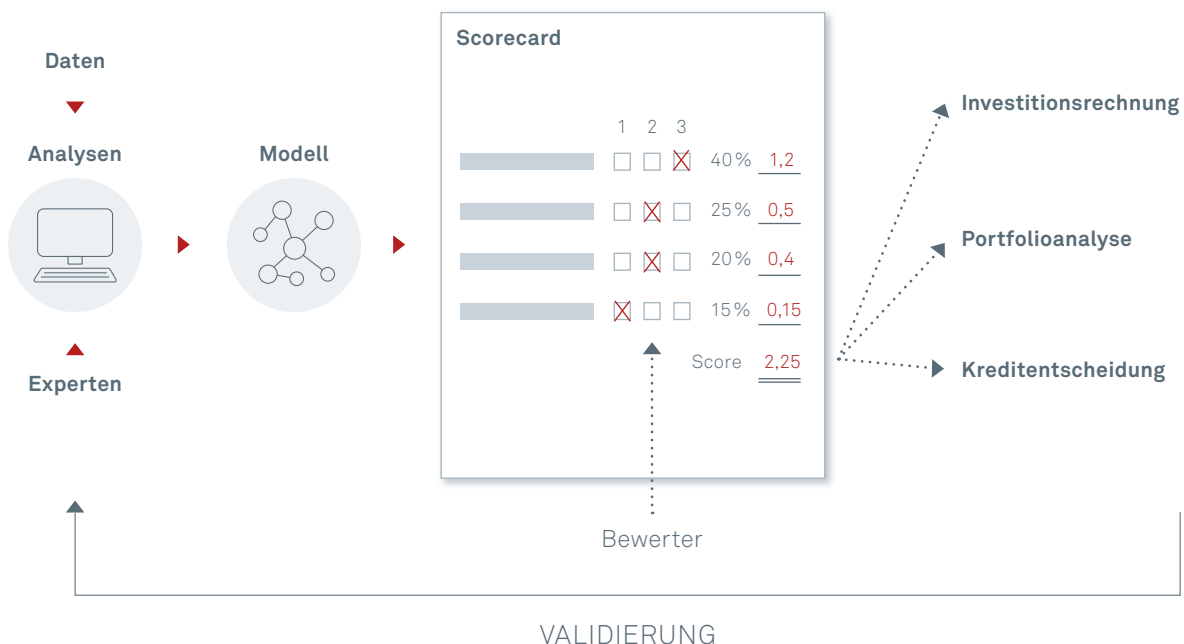 Daten
Analysen
Experten
Modell
Scorecard
1 2 3
40% 1,2
25% 0,5
20% 0,4
15% 0,15
Score 2,25
Bewerter
Investitionsrechnung
Portfolioanalyse
Kreditentscheidung
VALIDIERUNG